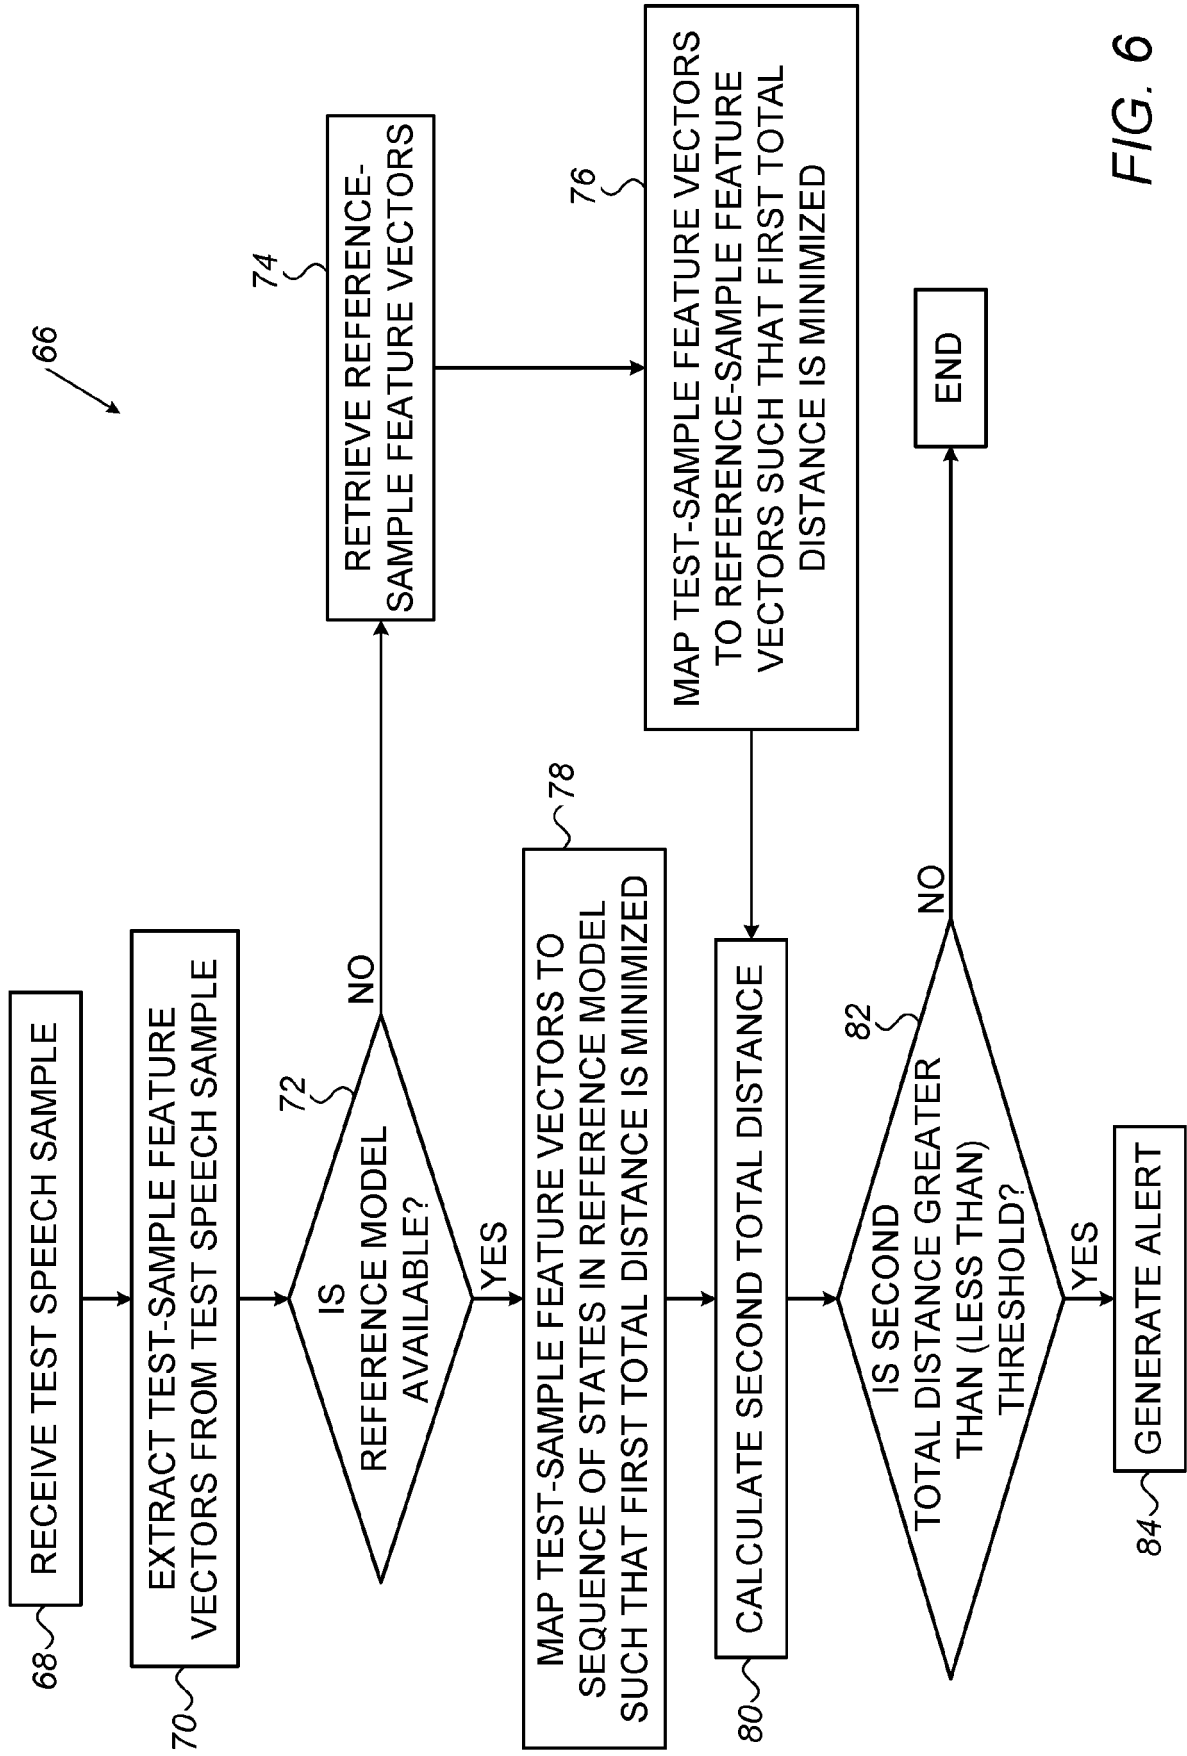 66
68
RECEIVE TEST SPEECH SAMPLE
70
EXTRACT TEST-SAMPLE FEATURE
VECTORS FROM TEST SPEECH SAMPLE
72
IS
REFERENCE MODEL
AVAILABLE?
NO
YES
74
RETRIEVE REFERENCE-
SAMPLE FEATURE VECTORS
76
MAP TEST-SAMPLE FEATURE VECTORS
TO REFERENCE-SAMPLE FEATURE
VECTORS SUCH THAT FIRST TOTAL
DISTANCE IS MINIMIZED
78
MAP TEST-SAMPLE FEATURE VECTORS TO
SEQUENCE OF STATES IN REFERENCE MODEL
SUCH THAT FIRST TOTAL DISTANCE IS MINIMIZED
80
CALCULATE SECOND TOTAL DISTANCE
82
IS SECOND
TOTAL DISTANCE GREATER
THAN (LESS THAN)
THRESHOLD?
NO
END
YES
84
GENERATE ALERT
FIG. 6